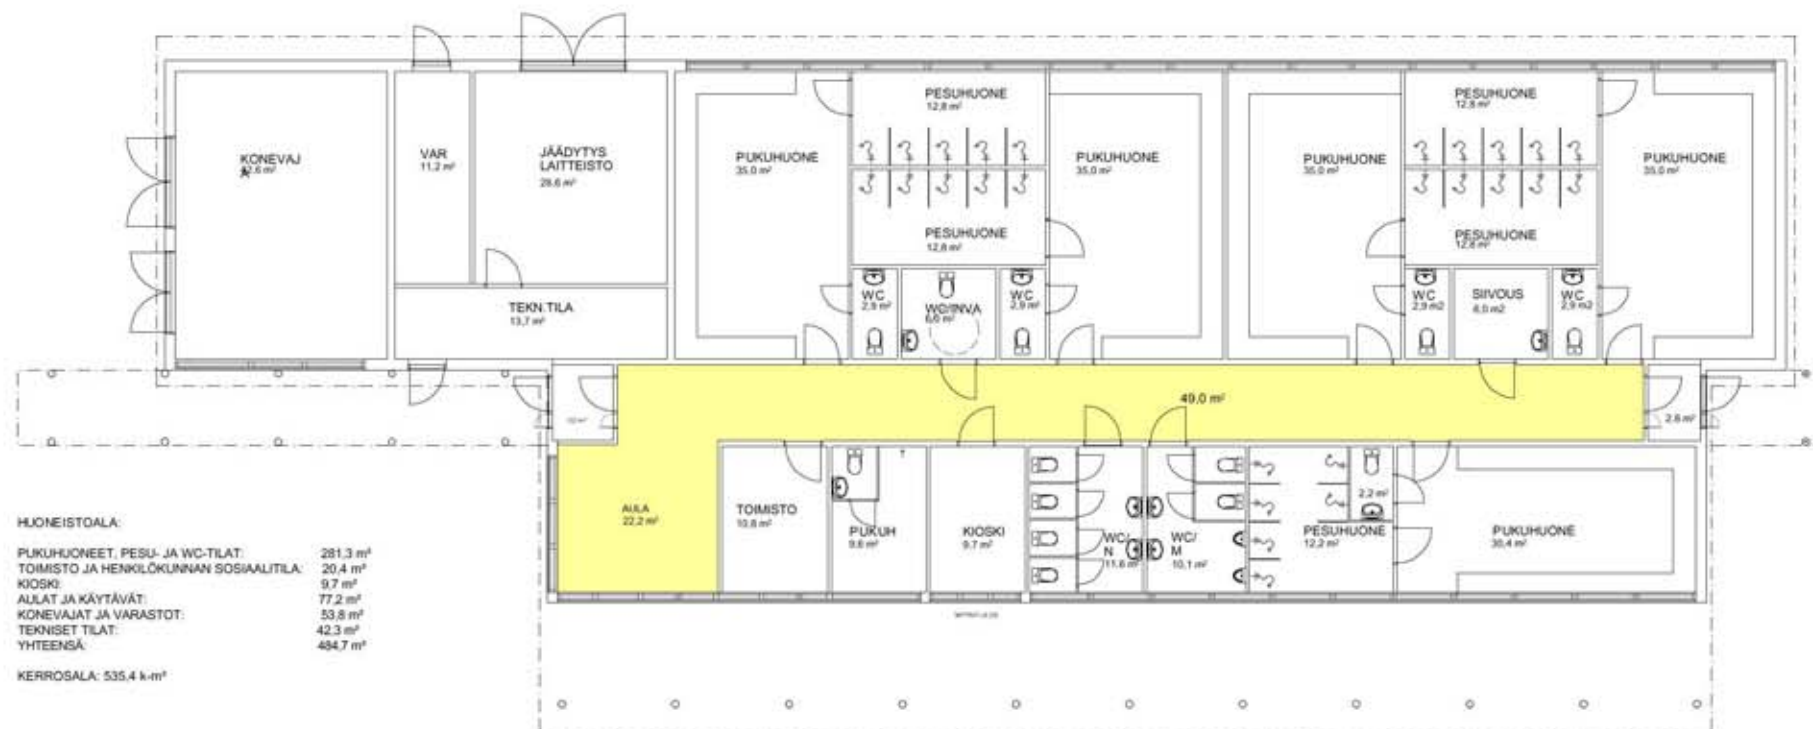 PESUHUONE
12,8 m²
PESUHUONE
12,8 m²
KONEVAJ
42,6 m²
VAR
11,2 m²
JÄÄDYTYS
LAITTEISTO
28,6 m²
PUKUHUONE
35,0 m²
PUKUHUONE
35,0 m²
PUKUHUONE
35,0 m²
PUKUHUONE
35,0 m²
PESUHUONE
12,8 m²
PESUHUONE
12,8 m²
TEKN.TILA
13,7 m²
WC
2,9 m²
WC/INVA
6,0 m²
WC
2,9 m²
WC
2,9 m2
SIIVOUS
6,0 m2
WC
2,9 m2
49,0 m²
2,6 m²
AULA
22,2 m²
TOIMISTO
10,8 m²
PUKUH
9,6 m²
KIOSKI
9,7 m²
WC/
N
11,6 m²
WC/
M
10,1 m²
2,2 m²
PESUHUONE
12,2 m²
PUKUHUONE
30,4 m²
HUONEISTOALA:
PUKUHUONEET, PESU- JA WC-TILAT: 281,3 m²
TOIMISTO JA HENKILÖKUNNAN SOSIAALITILA: 20,4 m²
KIOSKI: 9,7 m²
AULAT JA KÄYTÄVÄT: 77,2 m²
KONEVAJAT JA VARASTOT: 53,8 m²
TEKNISET TILAT: 42,3 m²
YHTEENSÄ: 484,7 m²
KERROSALA: 535,4 k-m²